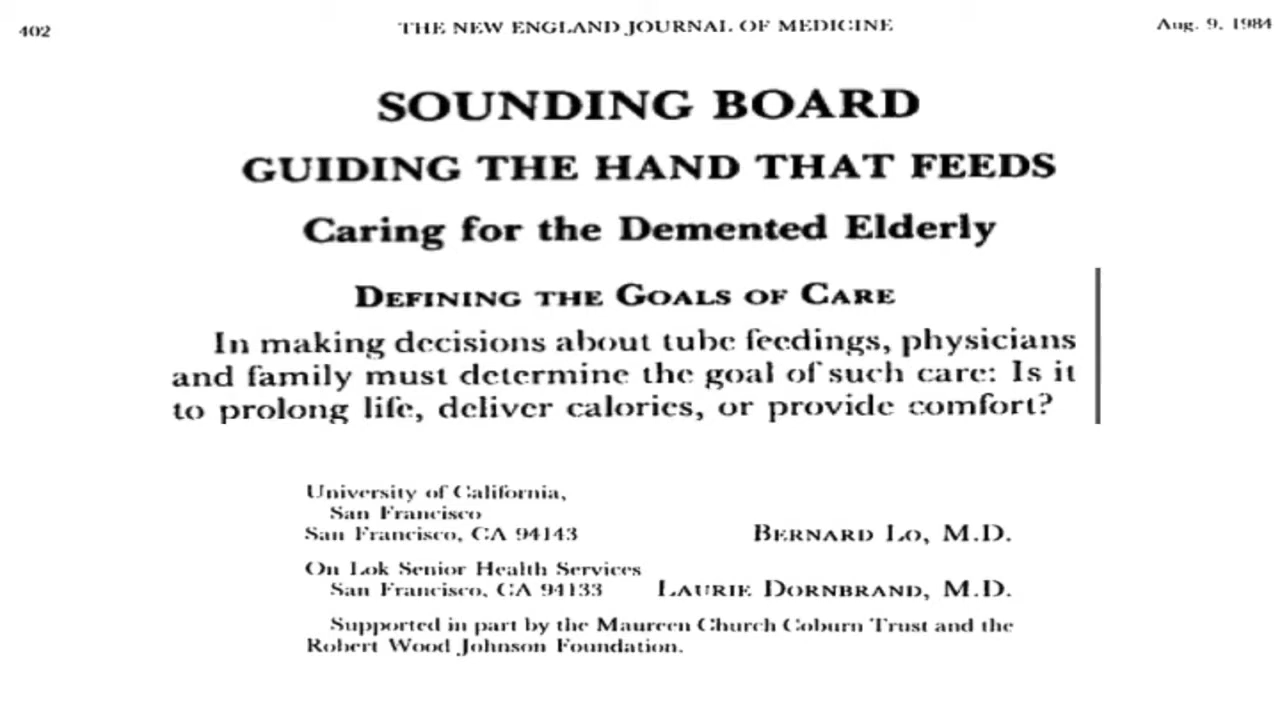 402
THE NEW ENGLAND JOURNAL OF MEDICINE
Aug. 9, 1984
SOUNDING BOARD
GUIDING THE HAND THAT FEEDS
Caring for the Demented Elderly
DEFINING THE GOALS OF CARE
In making decisions about tube feedings, physicians
and family must determine the goal of such care: Is it
to prolong life, deliver calories, or provide comfort?
University of California,
San Francisco
San Francisco, CA 94143
BERNARD LO, M.D.
On Lok Senior Health Services
San Francisco, CA 94133
LAURIE DORNBRAND, M.D.
Supported in part by the Maureen Church Coburn Trust and the
Robert Wood Johnson Foundation.